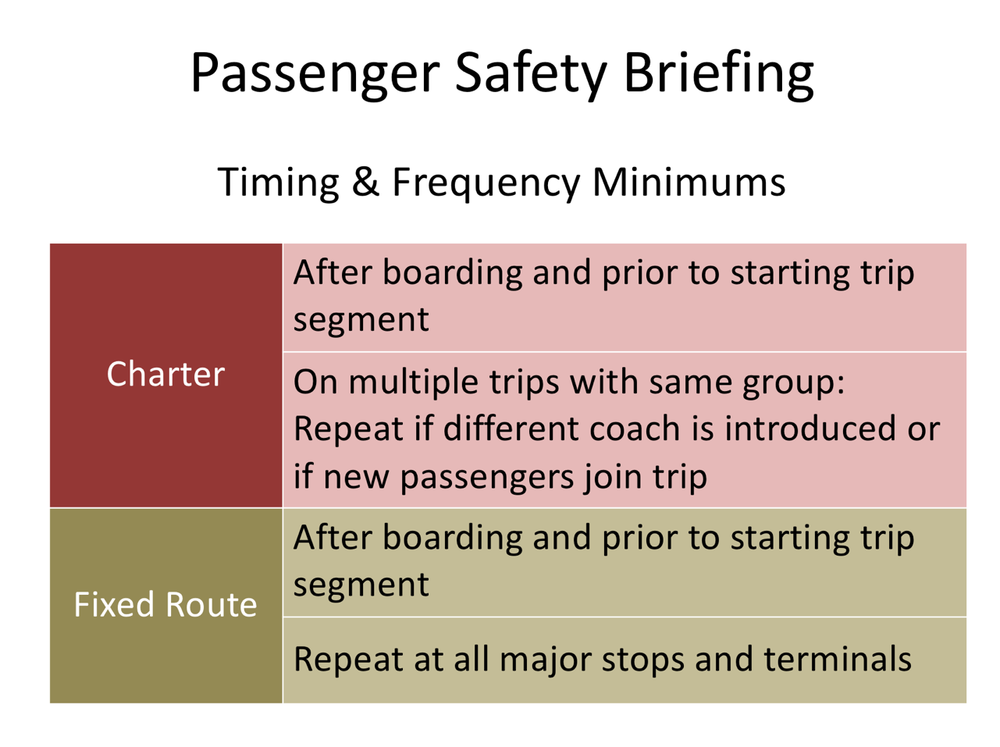 Passenger Safety Briefing
Timing & Frequency Minimums
Charter
After boarding and prior to starting trip
segment
On multiple trips with same group:
Repeat if different coach is introduced or
if new passengers join trip
Fixed Route
After boarding and prior to starting trip
segment
Repeat at all major stops and terminals